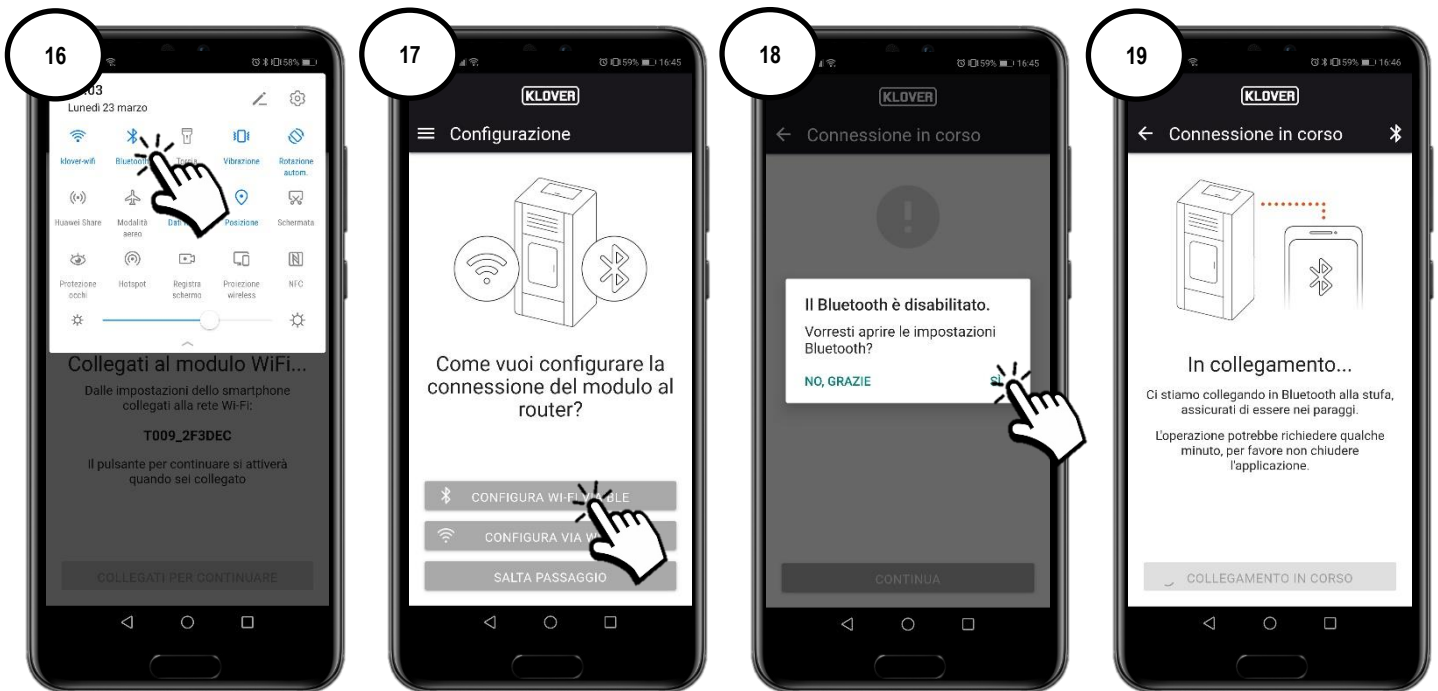 16
58%
Lunedì 23 marzo
klover-wifi
Bluetooth
Torcia
Vibrazione
Rotazione
autom.
Huawei Share
Modalità
aereo
Posizione
Schermata
Protezione
occhi
Hotspot
Registra
schermo
Proiezione
wireless
NFC
Collegati al modulo WiFi...
Dalle impostazioni dello smartphone
collegati alla rete Wi-Fi:
T009_2F3DEC
Il pulsante per continuare si attiverà
quando sei collegato
COLLEGATI PER CONTINUARE
17
59% 16:45
KLOVER
Configurazione
Come vuoi configurare la
connessione del modulo al
router?
CONFIGURA WI-FI VIA BLE
CONFIGURA VIA
SALTA PASSAGGIO
18
59% 16:45
KLOVER
Connessione in corso
Il Bluetooth è disabilitato.
Vorresti aprire le impostazioni
Bluetooth?
NO, GRAZIE SÌ
CONTINUA
19
59% 16:46
KLOVER
Connessione in corso
In collegamento...
Ci stiamo collegando in Bluetooth alla stufa,
assicurati di essere nei paraggi.
L'operazione potrebbe richiedere qualche
minuto, per favore non chiudere
l'applicazione.
COLLEGAMENTO IN CORSO